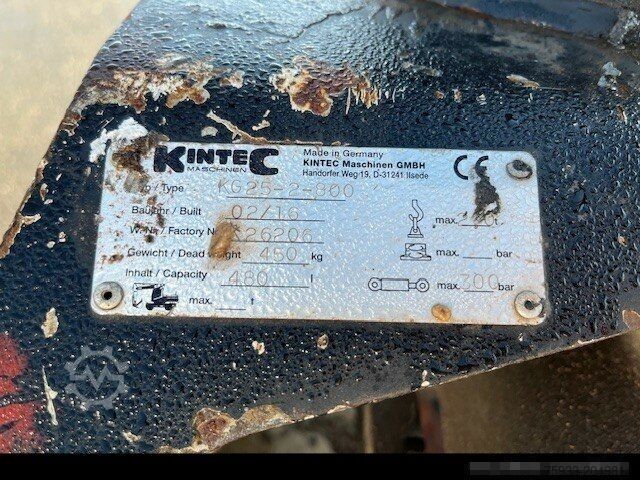 KINTEC
MASCHINEN
Made in Germany
KINTEC Maschinen GMBH
Handorfer Weg 19, D-31241 Ilsede
CE
/ Type KG25-2-800
Baujahr / Built 02/16
W.Nr. / Factory N 26206
Gewicht / Dead weight 450 kg
Inhalt / Capacity 480 l
max. t
max. t
max. bar
max. 300 bar